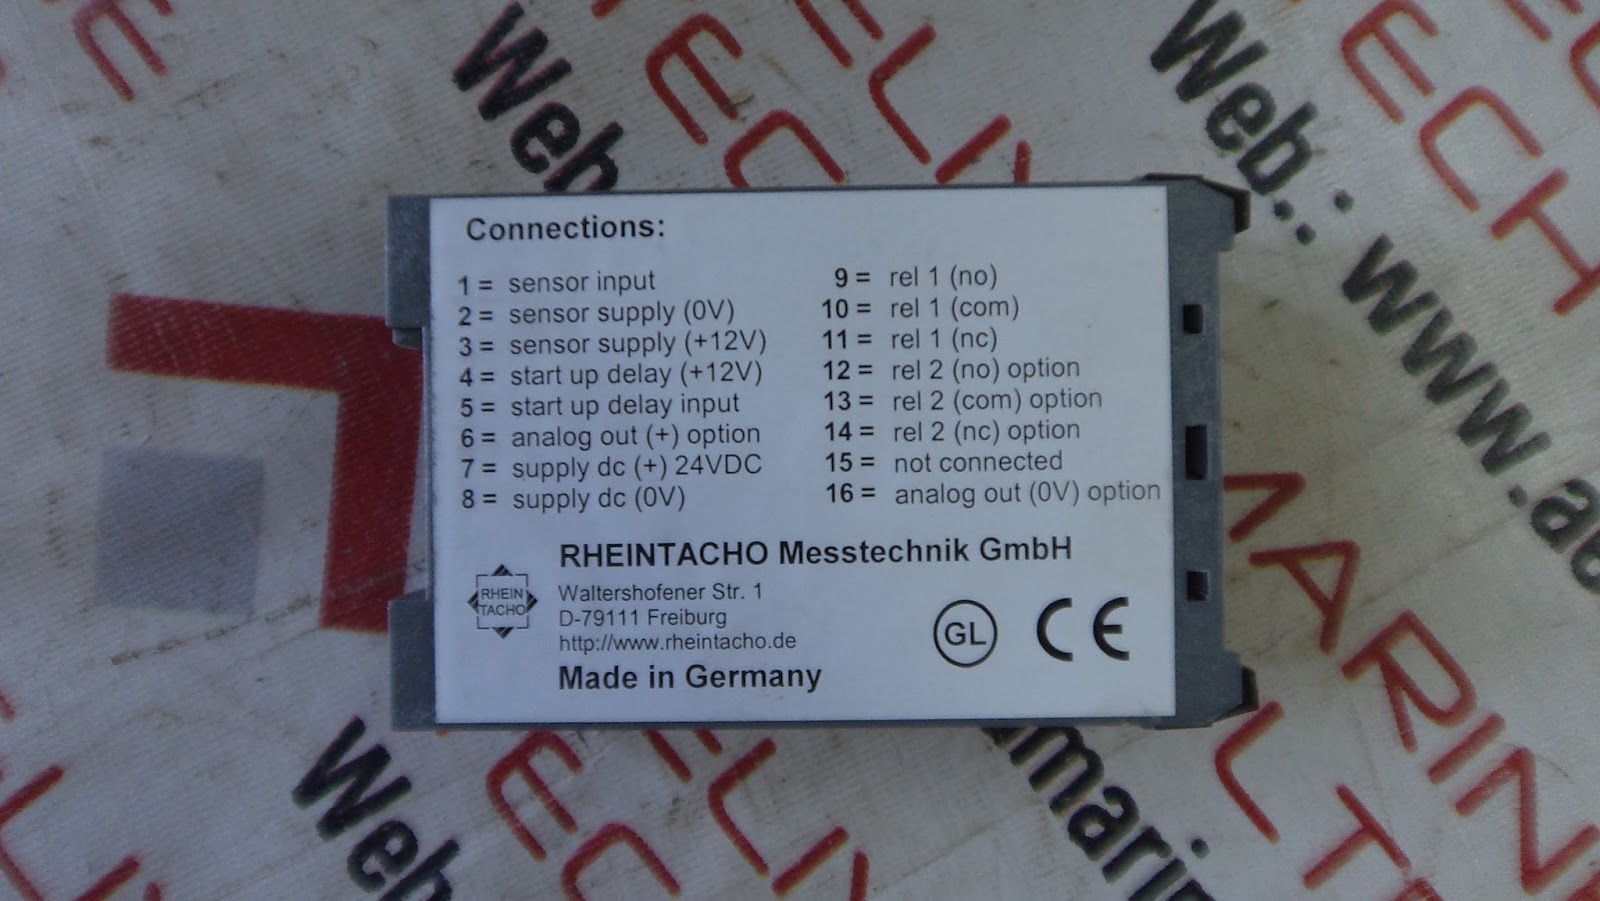 Connections:
1 = sensor input
2 = sensor supply (0V)
3 = sensor supply (+12V)
4 = start up delay (+12V)
5 = start up delay input
6 = analog out (+) option
7 = supply dc (+) 24VDC
8 = supply dc (0V)
9 = rel 1 (no)
10 = rel 1 (com)
11 = rel 1 (nc)
12 = rel 2 (no) option
13 = rel 2 (com) option
14 = rel 2 (nc) option
15 = not connected
16 = analog out (0V) option
RHEINTACHO Messtechnik GmbH
RHEIN
TACHO
Waltershofener Str. 1
D-79111 Freiburg
http://www.rheintacho.de
Made in Germany
GL CE
Web
Web.: www.ae
MARIN
ECH
LT
Web